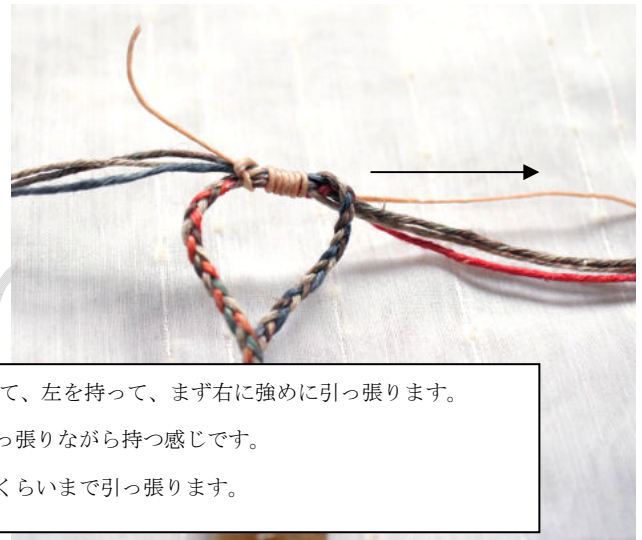 て、左を持って、まず右に強めに引っ張ります。
っ張りながら持つ感じです。
くらいまで引っ張ります。